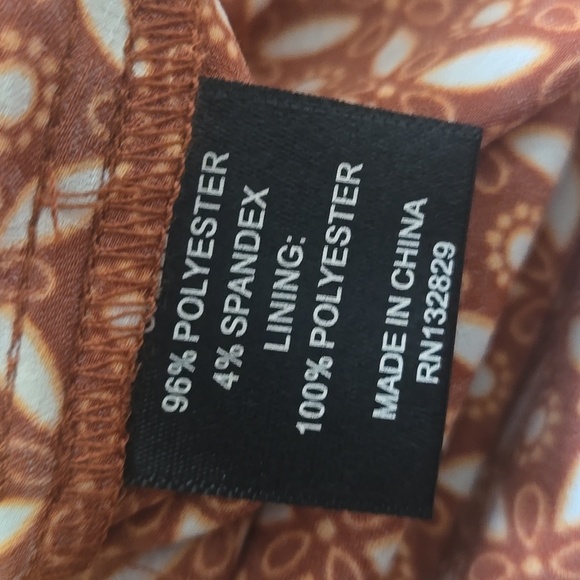 96% POLYESTER
4% SPANDEX
LINING:
100% POLYESTER
MADE IN CHINA
RN132829